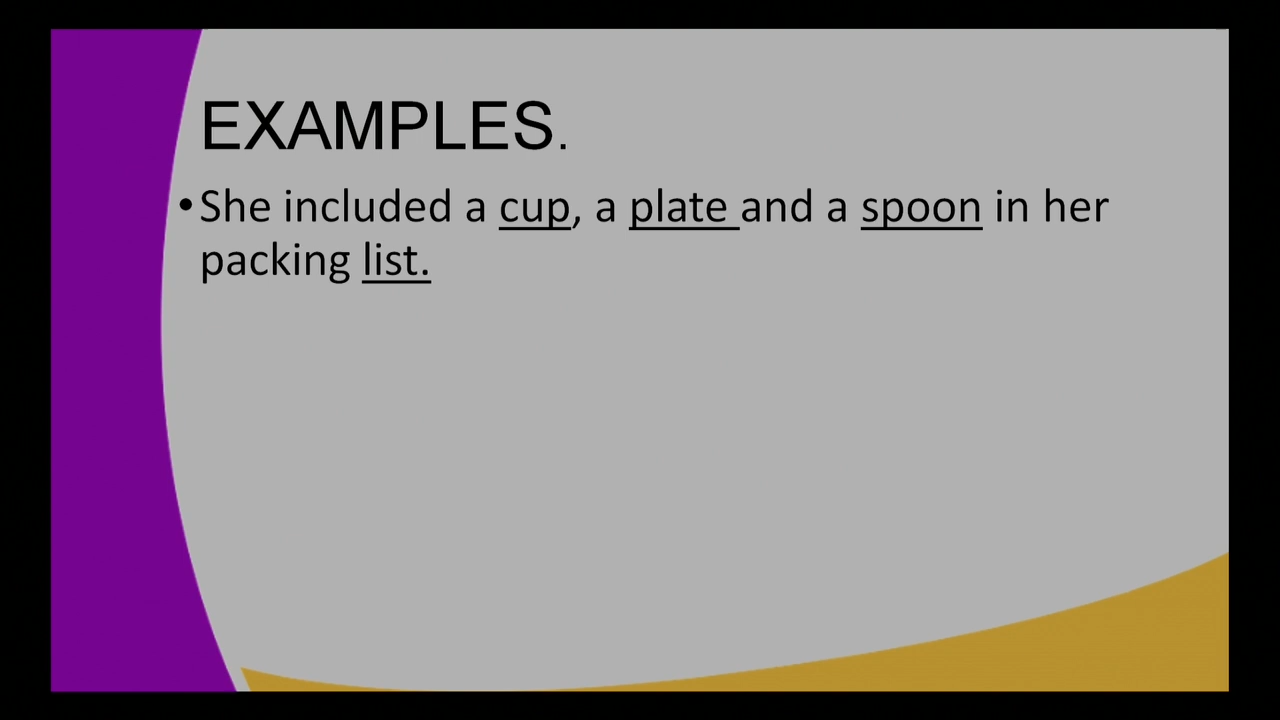 EXAMPLES.
•She included a cup, a plate and a spoon in her
packing list.